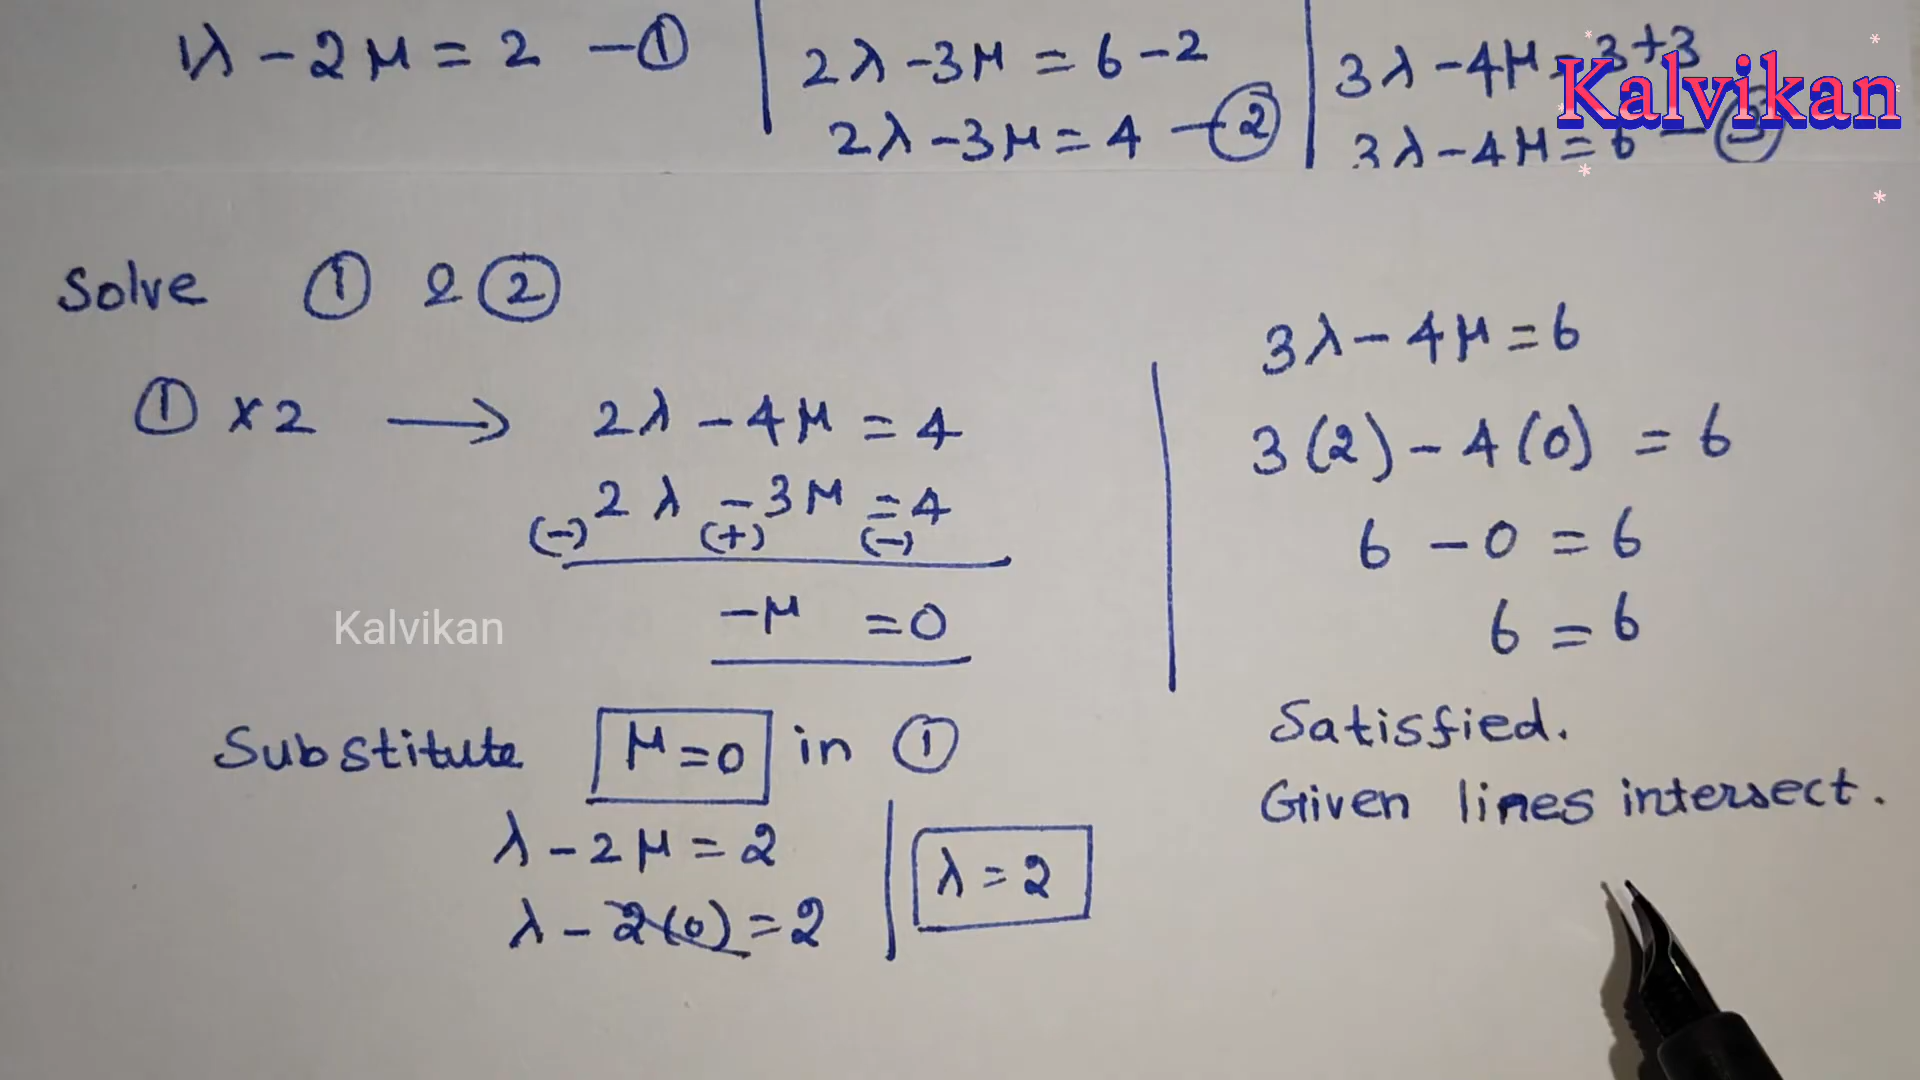 1λ - 2μ = 2 —①
2λ - 3μ = 6 - 2
2λ - 3μ = 4 —②
3λ - 4μ = 3 + 3
3λ - 4μ = 6 —③
Kalvikan
Solve ① & ②
① × 2 → 2λ - 4μ = 4
2λ - 3μ = 4
(-) (+) (-)
-μ = 0
Kalvikan
Substitute μ = 0 in ①
λ - 2μ = 2
λ - 2(0) = 2
λ = 2
3λ - 4μ = 6
3(2) - 4(0) = 6
6 - 0 = 6
6 = 6
Satisfied.
Given lines intersect.